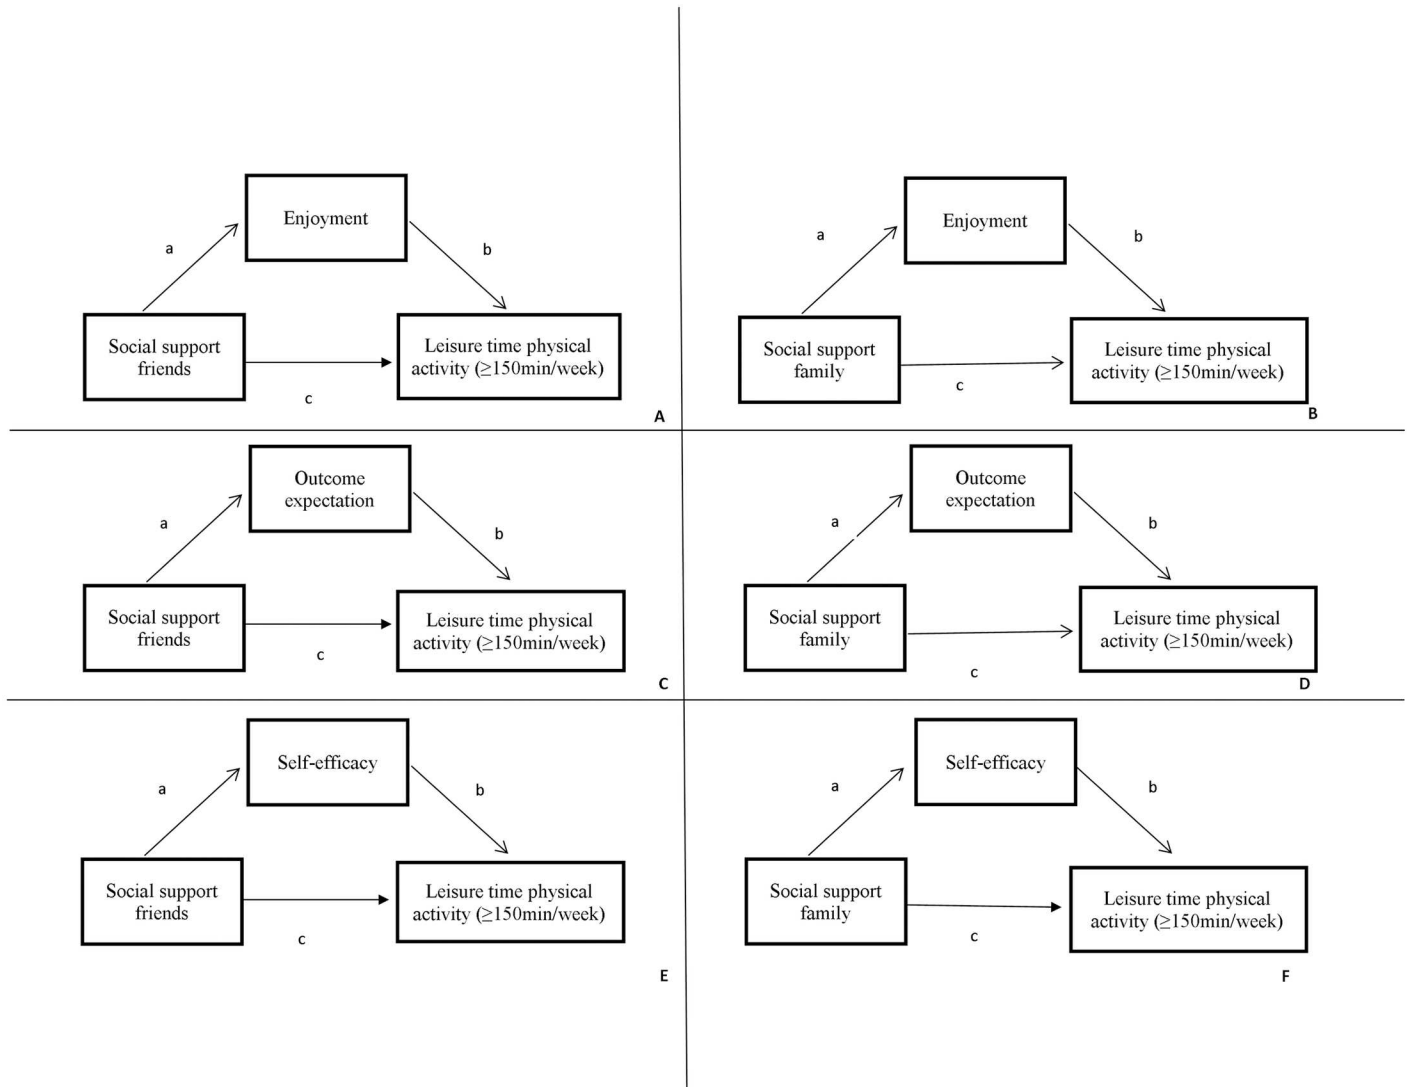 Enjoyment
a
b
Social support
friends
Leisure time physical
activity (≥150min/week)
c
A
Enjoyment
a
b
Social support
family
Leisure time physical
activity (≥150min/week)
c
B
Outcome
expectation
a
b
Social support
friends
Leisure time physical
activity (≥150min/week)
c
C
Outcome
expectation
a
b
Social support
family
Leisure time physical
activity (≥150min/week)
c
D
Self-efficacy
a
b
Social support
friends
Leisure time physical
activity (≥150min/week)
c
E
Self-efficacy
a
b
Social support
family
Leisure time physical
activity (≥150min/week)
c
F